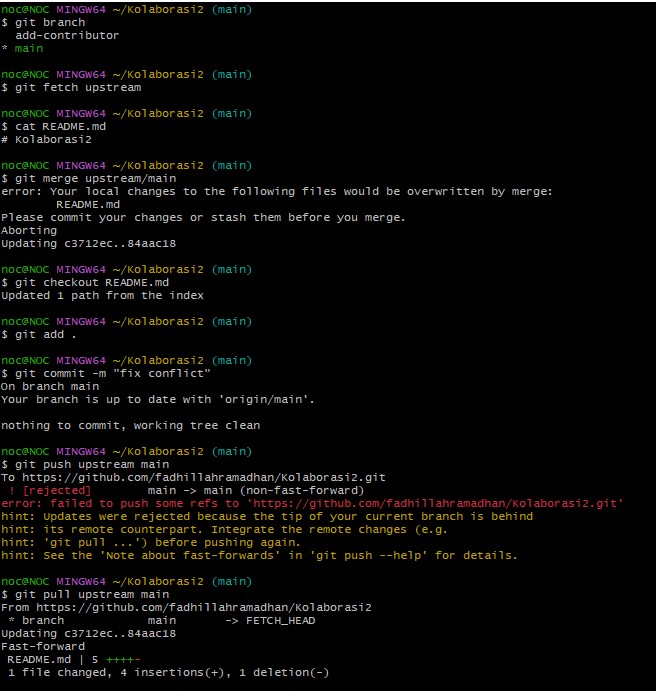 noc@NOC MINGW64 ~/Kolaborasi2 (main)
$ git branch
  add-contributor
* main

noc@NOC MINGW64 ~/Kolaborasi2 (main)
$ git fetch upstream

noc@NOC MINGW64 ~/Kolaborasi2 (main)
$ cat README.md
# Kolaborasi2

noc@NOC MINGW64 ~/Kolaborasi2 (main)
$ git merge upstream/main
error: Your local changes to the following files would be overwritten by merge:
        README.md
Please commit your changes or stash them before you merge.
Aborting
Updating c3712ec..84aac18

noc@NOC MINGW64 ~/Kolaborasi2 (main)
$ git checkout README.md
Updated 1 path from the index

noc@NOC MINGW64 ~/Kolaborasi2 (main)
$ git add .

noc@NOC MINGW64 ~/Kolaborasi2 (main)
$ git commit -m "fix conflict"
On branch main
Your branch is up to date with 'origin/main'.

nothing to commit, working tree clean

noc@NOC MINGW64 ~/Kolaborasi2 (main)
$ git push upstream main
To https://github.com/fadhillahramadhan/Kolaborasi2.git
 ! [rejected]        main -> main (non-fast-forward)
error: failed to push some refs to 'https://github.com/fadhillahramadhan/Kolaborasi2.git'
hint: Updates were rejected because the tip of your current branch is behind
hint: its remote counterpart. Integrate the remote changes (e.g.
hint: 'git pull ...') before pushing again.
hint: See the 'Note about fast-forwards' in 'git push --help' for details.

noc@NOC MINGW64 ~/Kolaborasi2 (main)
$ git pull upstream main
From https://github.com/fadhillahramadhan/Kolaborasi2
 * branch            main       -> FETCH_HEAD
Updating c3712ec..84aac18
Fast-forward
 README.md | 5 ++++-
 1 file changed, 4 insertions(+), 1 deletion(-)